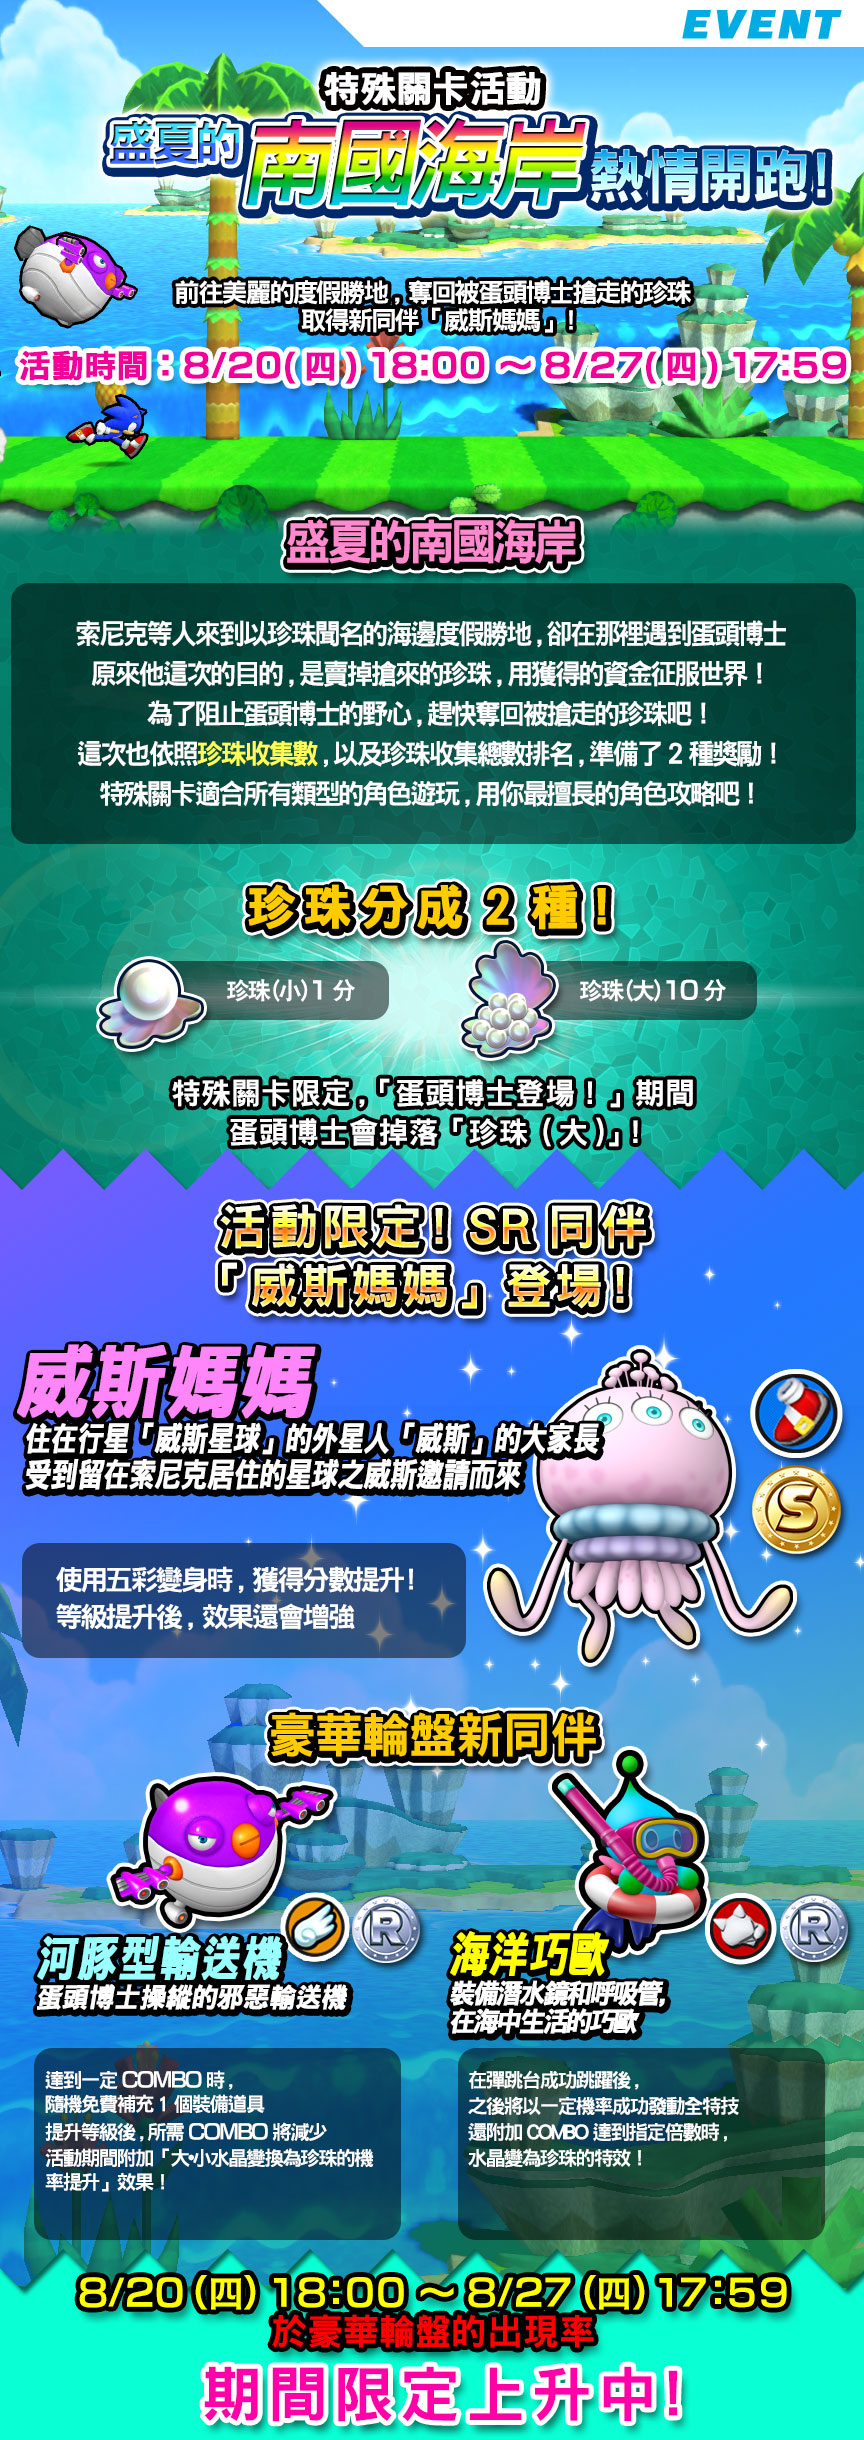 EVENT
特殊關卡活動
盛夏的南國海岸熱情開跑!
前往美麗的度假勝地,奪回被蛋頭博士搶走的珍珠
取得新同伴「威斯媽媽」!
活動時間:8/20(四) 18:00 ～ 8/27(四) 17:59
盛夏的南國海岸
索尼克等人來到以珍珠聞名的海邊度假勝地,卻在那裡遇到蛋頭博士
原來他這次的目的,是賣掉搶來的珍珠,用獲得的資金征服世界!
為了阻止蛋頭博士的野心,趕快奪回被搶走的珍珠吧!
這次也依照珍珠收集數,以及珍珠收集總數排名,準備了2種獎勵!
特殊關卡適合所有類型的角色遊玩,用你最擅長的角色攻略吧!
珍珠分成2種!
珍珠(小)1分
珍珠(大)10分
特殊關卡限定,「蛋頭博士登場!」期間
蛋頭博士會掉落「珍珠(大)」!
活動限定!SR同伴
「威斯媽媽」登場!
威斯媽媽
住在行星「威斯星球」的外星人「威斯」的大家長
受到留在索尼克居住的星球之威斯邀請而來
S
使用五彩變身時,獲得分數提升!
等級提升後,效果還會增強
豪華輪盤新同伴
河豚型輸送機
R
蛋頭博士操縱的邪惡輸送機
達到一定COMBO時,
隨機免費補充1個裝備道具
提升等級後,所需COMBO將減少
活動期間附加「大•小水晶變換為珍珠的機
率提升」效果!
海洋巧歐
R
裝備潛水鏡和呼吸管,
在海中生活的巧歐
在彈跳台成功跳躍後,
之後將以一定機率成功發動全特技
還附加COMBO達到指定倍數時,
水晶變為珍珠的特效!
8/20(四) 18:00 ～ 8/27(四) 17:59
於豪華輪盤的出現率
期間限定上升中!